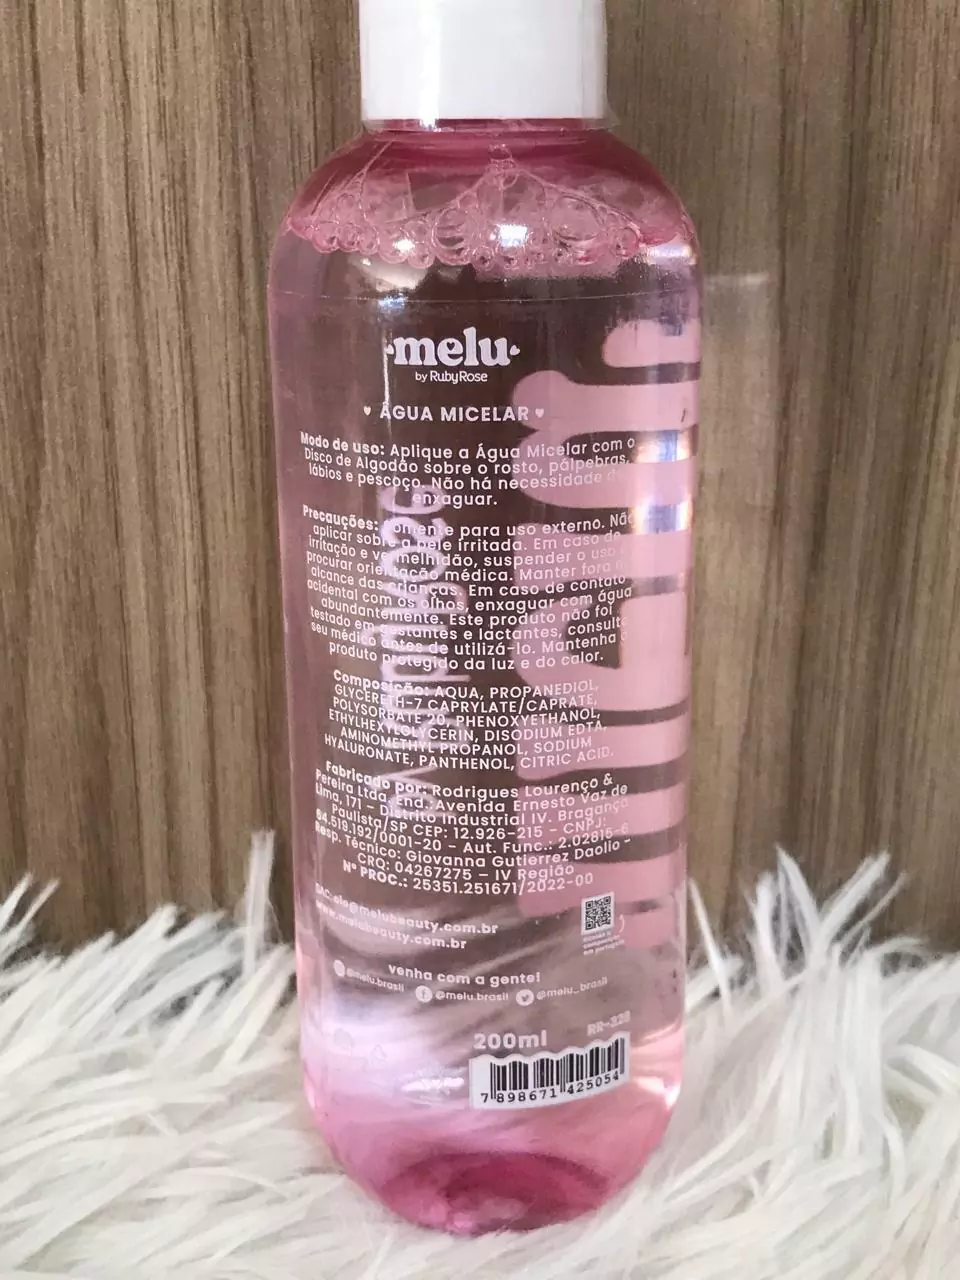 melu
by RubyRose
ÁGUA MICELAR
Modo de uso: Aplique a Água Micelar com o
Disco de Algodão sobre o rosto, pálpebras,
lábios e pescoço. Não há necessidade de
enxaguar.
Precauções: Somente para uso externo. Não
aplicar sobre a pele irritada. Em caso de
irritação e vermelhidão, suspender o uso e
procurar orientação médica. Manter fora do
alcance das crianças. Em caso de contato
acidental com os olhos, enxaguar com água
abundantemente. Este produto não foi
testado em gestantes e lactantes, consulte
seu médico antes de utilizá-lo. Mantenha o
produto protegido da luz e do calor.
Composição: AQUA, PROPANEDIOL,
GLYCERETH-7 CAPRYLATE/CAPRATE,
POLYSORBATE 20, PHENOXYETHANOL,
ETHYLHEXYLGLYCERIN, DISODIUM EDTA,
AMINOMETHYL PROPANOL, SODIUM
HYALURONATE, PANTHENOL, CITRIC ACID.
Fabricado por: Rodrigues Lourenço &
Pereira Ltda. End.:Avenida Ernesto Vaz de
Lima, 171 – Distrito Industrial IV. Bragança
Paulista/SP CEP: 12.926-215 – CNPJ:
64.519.192/0001-20 - Aut. Func.: 2.02815-6
Resp. Técnico: Giovanna Gutierrez Daolio -
CRQ: 04267275 – IV Região
Nº PROC.: 25351.251671/2022-00
@melubeauty.com.br
www.melubeauty.com.br
venha com a gente!
@melu.brasil @melu.brasil @melu_brasil
200ml
RR-328
7 898671 425054